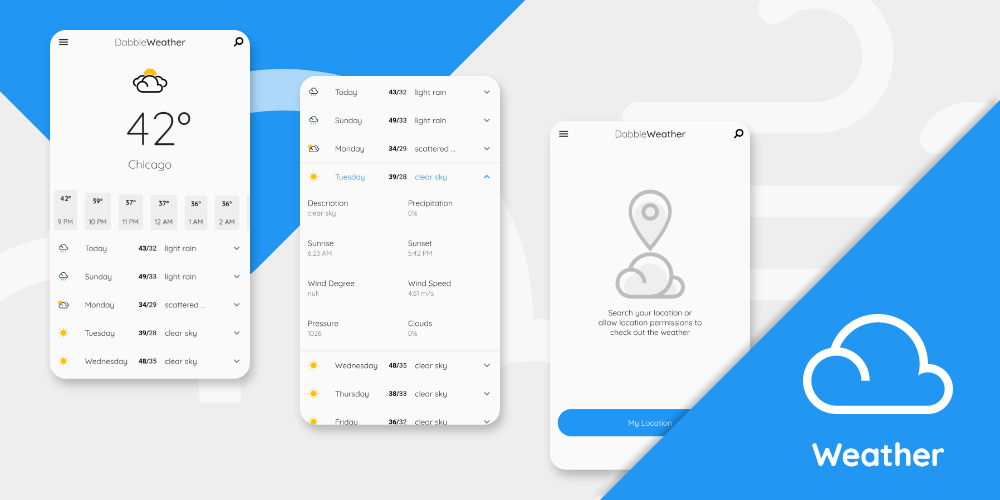 DabbleWeather
42°
Chicago
42° 39° 37° 37° 36° 36°
9 PM 10 PM 11 PM 12 AM 1 AM 2 AM
Today 43/32 light rain
Sunday 49/33 light rain
Monday 34/29 scattered ...
Tuesday 39/28 clear sky
Wednesday 48/35 clear sky
Today 43/32 light rain
Sunday 49/33 light rain
Monday 34/29 scattered ...
Tuesday 39/28 clear sky
Description Precipitation
clear sky 0%
Sunrise Sunset
6:23 AM 5:42 PM
Wind Degree Wind Speed
null 4.61 m/s
Pressure Clouds
1026 0%
Wednesday 48/35 clear sky
Thursday 38/33 clear sky
Friday 36/32 clear sky
DabbleWeather
Search your location or
allow location permissions to
check out the weather
My Location
Weather